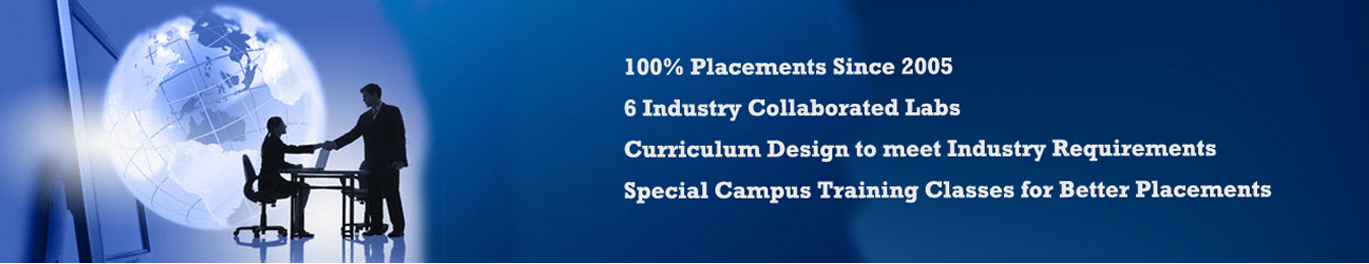 100% Placements Since 2005
6 Industry Collaborated Labs
Curriculum Design to meet Industry Requirements
Special Campus Training Classes for Better Placements